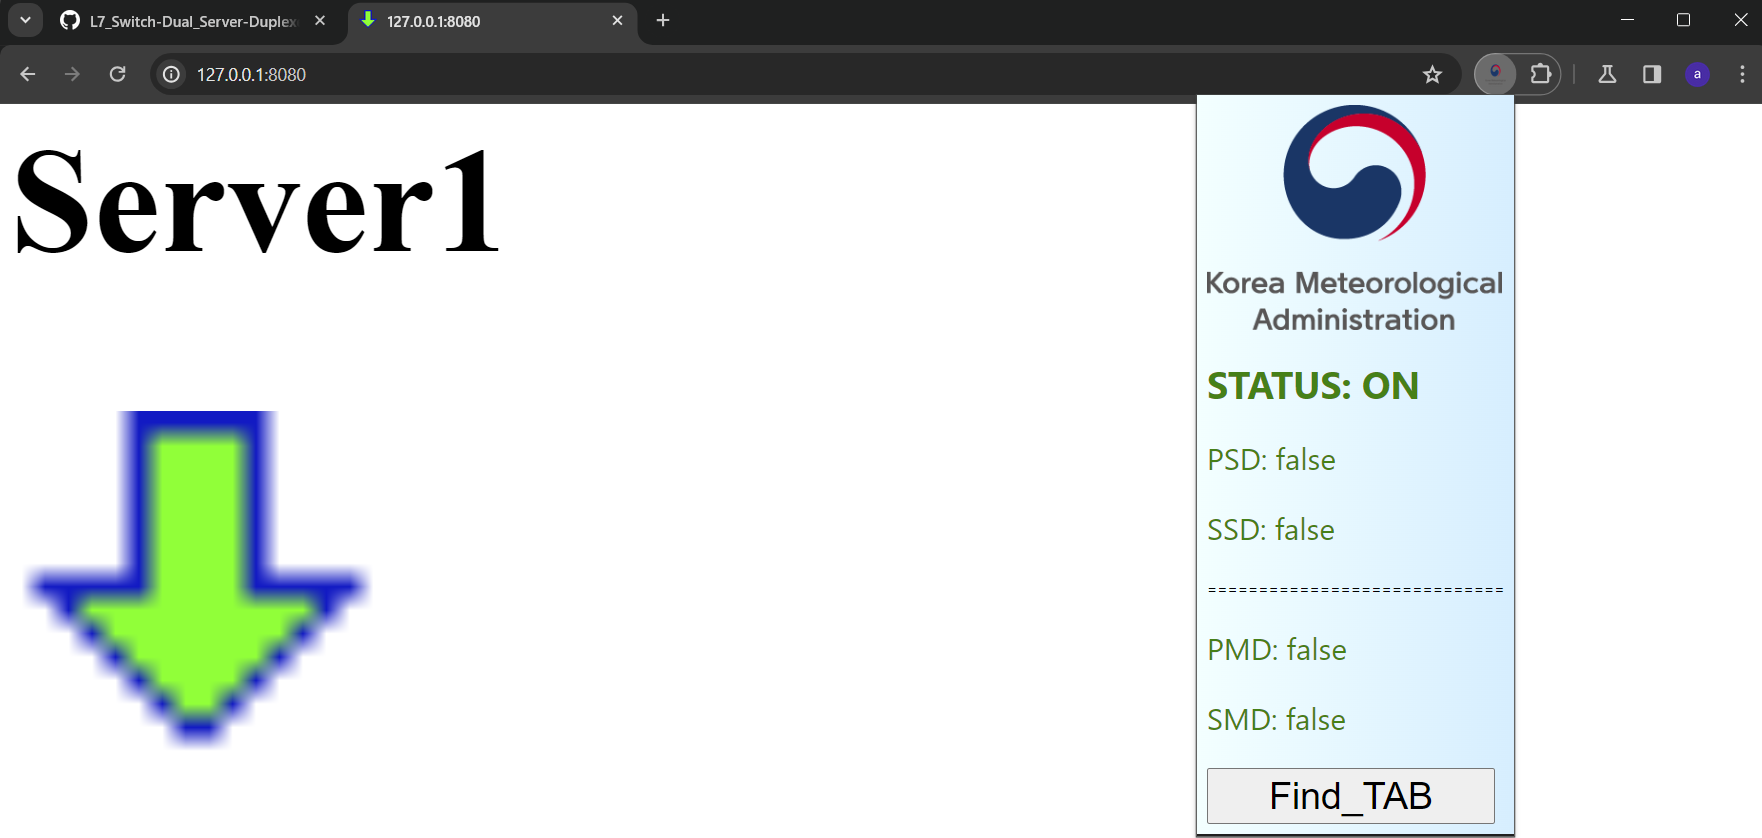 L7_Switch-Dual_Server-Duplex
127.0.0.1:8080
127.0.0.1:8080
a
Server1
Korea Meteorological
Administration
STATUS: ON
PSD: false
SSD: false
=============================
PMD: false
SMD: false
Find_TAB